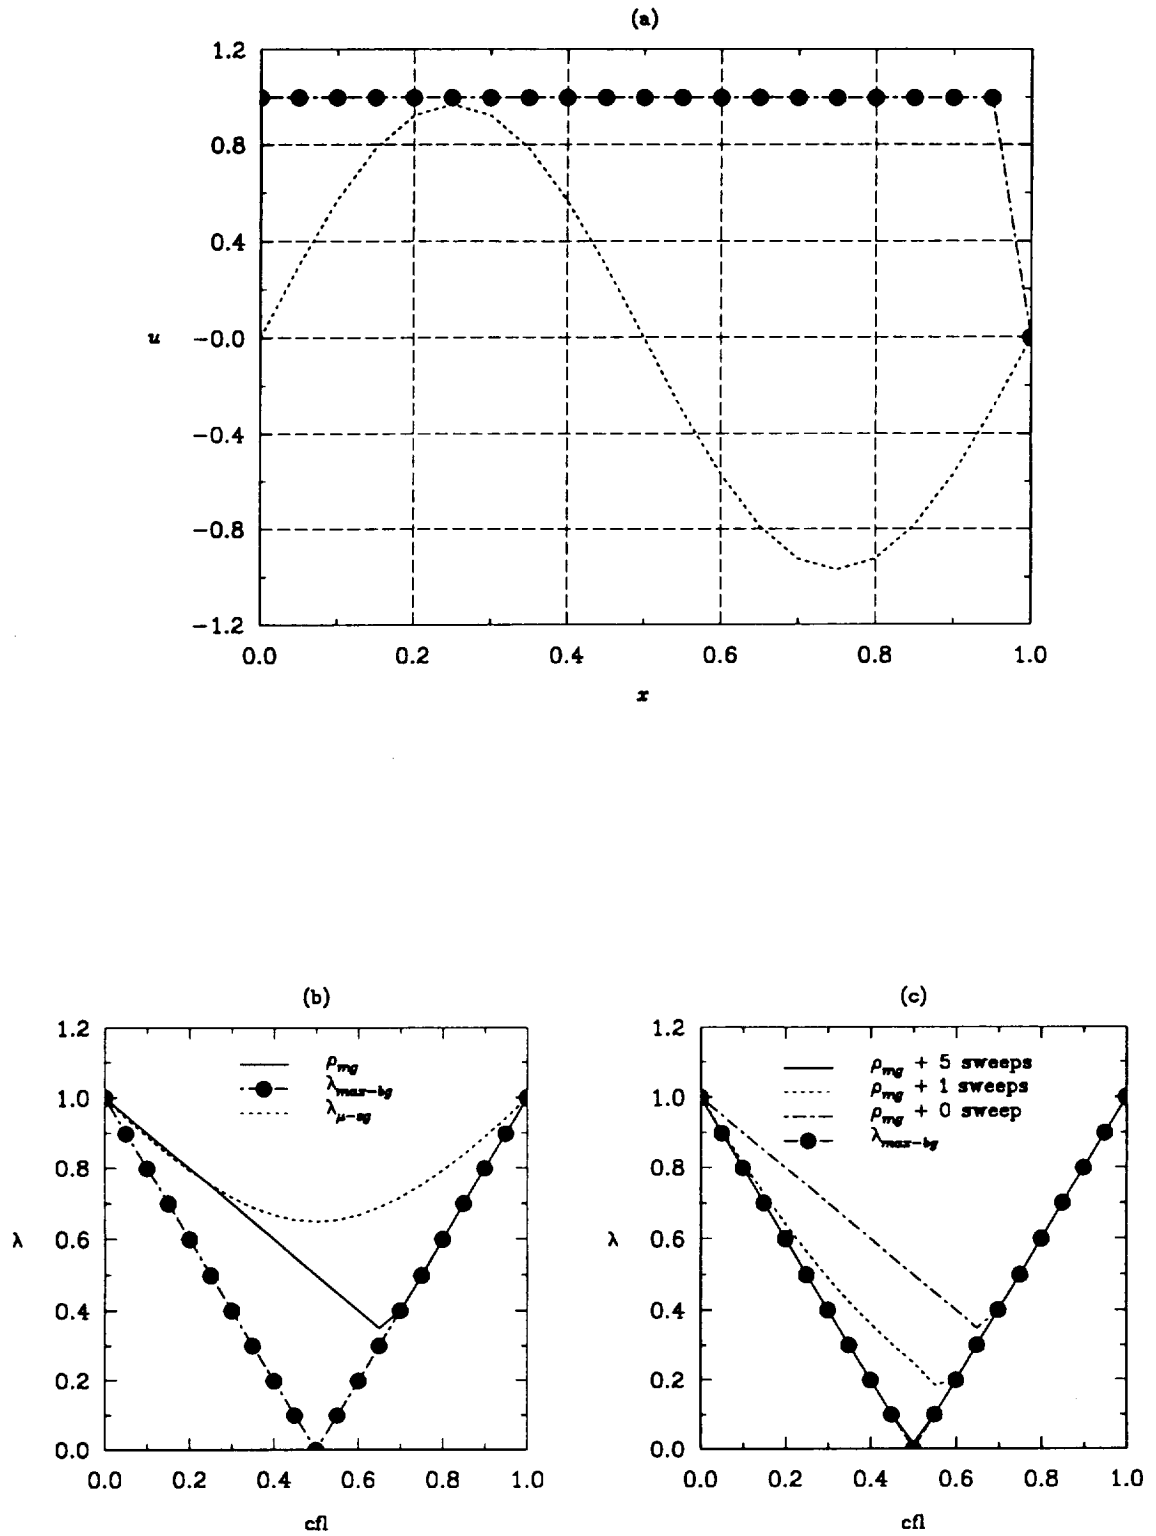 (a)
1.2
0.8
0.4
u
−0.0
−0.4
−0.8
−1.2
0.0 0.2 0.4 0.6 0.8 1.0
x
(b)
1.2
1.0
0.8
0.6
λ
0.4
0.2
0.0
ρmg
λmax−bg
λμ−sg
0.0 0.2 0.4 0.6 0.8 1.0
cfl
(c)
1.2
1.0
0.8
0.6
λ
0.4
0.2
0.0
ρmg + 5 sweeps
ρmg + 1 sweeps
ρmg + 0 sweep
λmax−bg
0.0 0.2 0.4 0.6 0.8 1.0
cfl